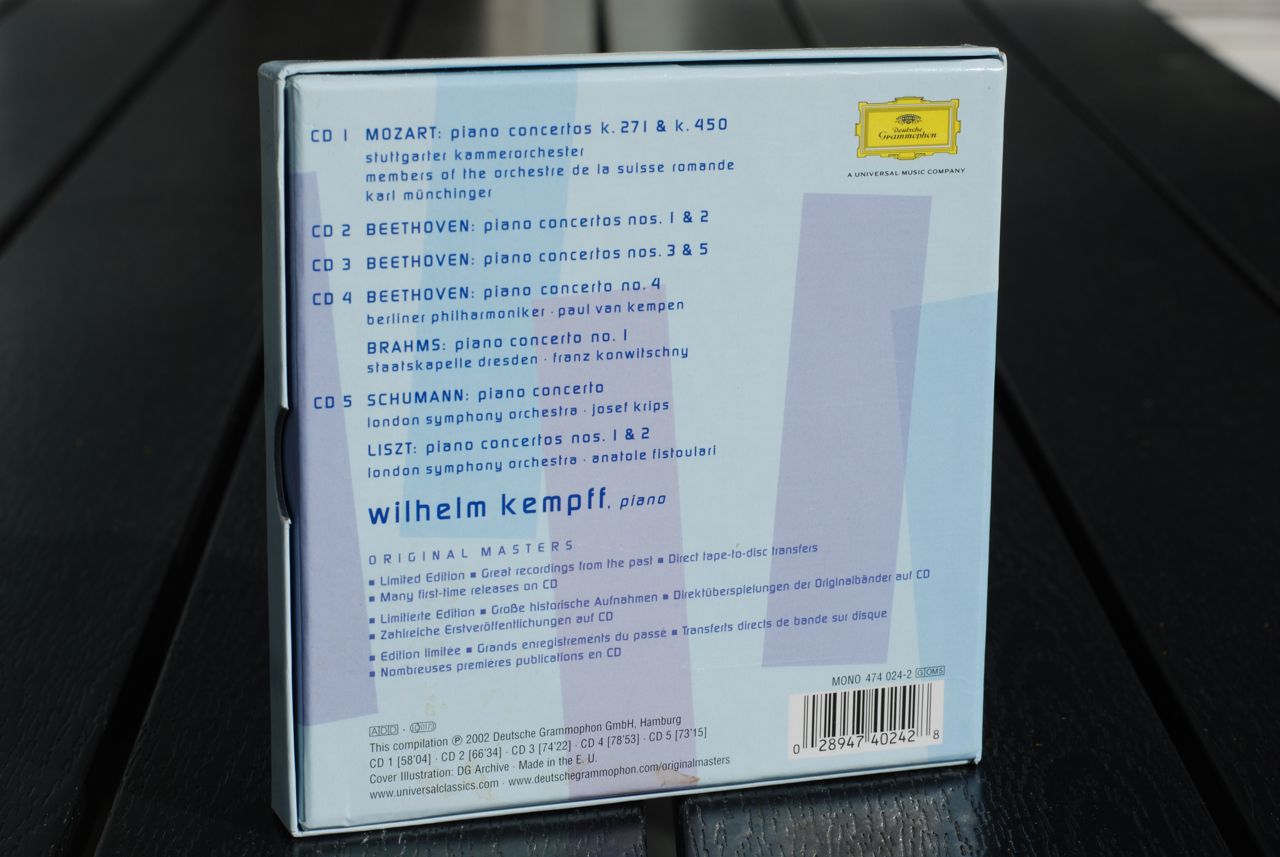 Deutsche
Grammophon
A UNIVERSAL MUSIC COMPANY
CD 1 MOZART: piano concertos k. 271 & k. 450
stuttgarter kammerorchester
members of the orchestre de la suisse romande
karl münchinger
CD 2 BEETHOVEN: piano concertos nos. 1 & 2
CD 3 BEETHOVEN: piano concertos nos. 3 & 5
CD 4 BEETHOVEN: piano concerto no. 4
berliner philharmoniker · paul van kempen
BRAHMS: piano concerto no. 1
staatskapelle dresden · franz konwitschny
CD 5 SCHUMANN: piano concerto
london symphony orchestra · josef krips
LISZT: piano concertos nos. 1 & 2
london symphony orchestra · anatole fistoulari
wilhelm kempff, piano
ORIGINAL MASTERS
▪ Limited Edition ▪ Great recordings from the past ▪ Direct tape-to-disc transfers
▪ Many first-time releases on CD
▪ Limitierte Edition ▪ Große historische Aufnahmen ▪ Direktüberspielungen der Originalbänder auf CD
▪ Zahlreiche Erstveröffentlichungen auf CD
▪ Edition limitée ▪ Grands enregistrements du passé ▪ Transferts directs de bande sur disque
▪ Nombreuses premières publications en CD
MONO 474 024-2 GOM5
ADD · LC 0173
This compilation ℗ 2002 Deutsche Grammophon GmbH, Hamburg
CD 1 [58'04] · CD 2 [66'34] · CD 3 [74'22] · CD 4 [78'53] · CD 5 [73'15]
Cover Illustration: DG Archive · Made in the E. U.
www.universalclassics.com · www.deutschegrammophon.com/originalmasters
0 28947 40242 8